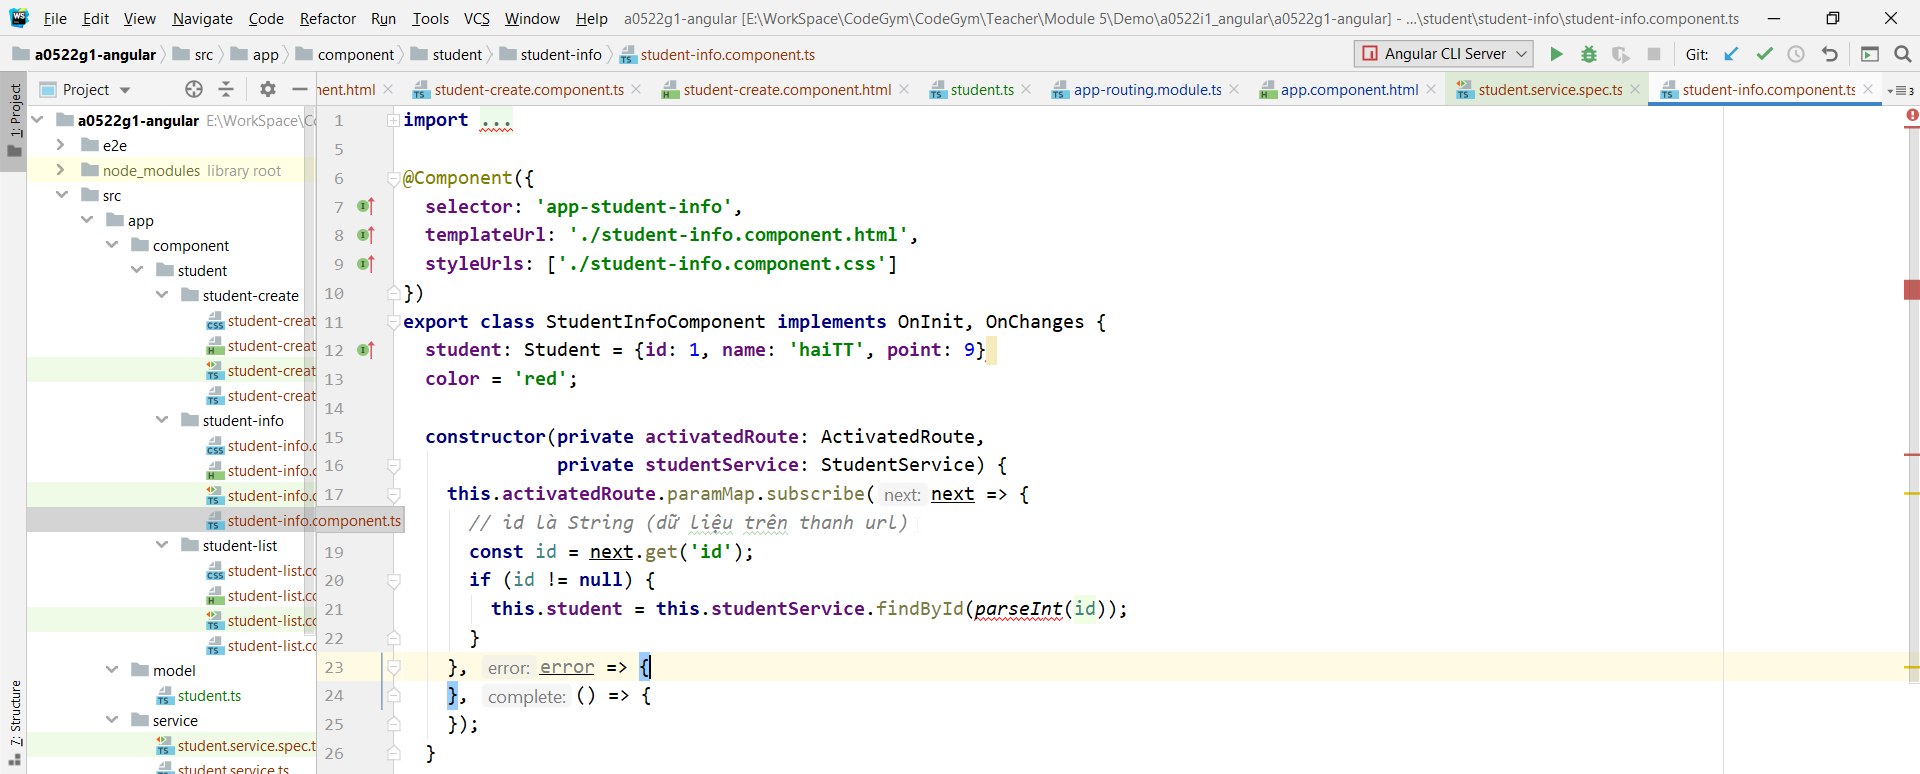 File Edit View Navigate Code Refactor Run Tools VCS Window Help a0522g1-angular [E:\WorkSpace\CodeGym\CodeGym\Teacher\Module 5\Demo\a0522i1_angular\a0522g1-angular] - ...\student\student-info\student-info.component.ts
a0522g1-angular src app component student student-info student-info.component.ts Angular CLI Server Git:
Project nent.html student-create.component.ts student-create.component.html student.ts app-routing.module.ts app.component.html student.service.spec.ts student-info.component.ts 3
1: Project
7: Structure
a0522g1-angular E:\WorkSpace\Co
e2e
node_modules library root
src
app
component
student
student-create
student-creat
student-creat
student-creat
student-creat
student-info
student-info.c
student-info.c
student-info.c
student-info.component.ts
student-list
student-list.cc
student-list.cc
student-list.cc
student-list.cc
model
student.ts
service
student.service.spec.t
student.service.ts
1 import ...
5
6 @Component({
7 selector: 'app-student-info',
8 templateUrl: './student-info.component.html',
9 styleUrls: ['./student-info.component.css']
10 })
11 export class StudentInfoComponent implements OnInit, OnChanges {
12 student: Student = {id: 1, name: 'haiTT', point: 9}
13 color = 'red';
14
15 constructor(private activatedRoute: ActivatedRoute,
16 private studentService: StudentService) {
17 this.activatedRoute.paramMap.subscribe( next: next => {
// id là String (dữ liệu trên thanh url)
19 const id = next.get('id');
20 if (id != null) {
21 this.student = this.studentService.findById(parseInt(id));
22 }
23 }, error: error => {
24 }, complete: () => {
25 });
26 }